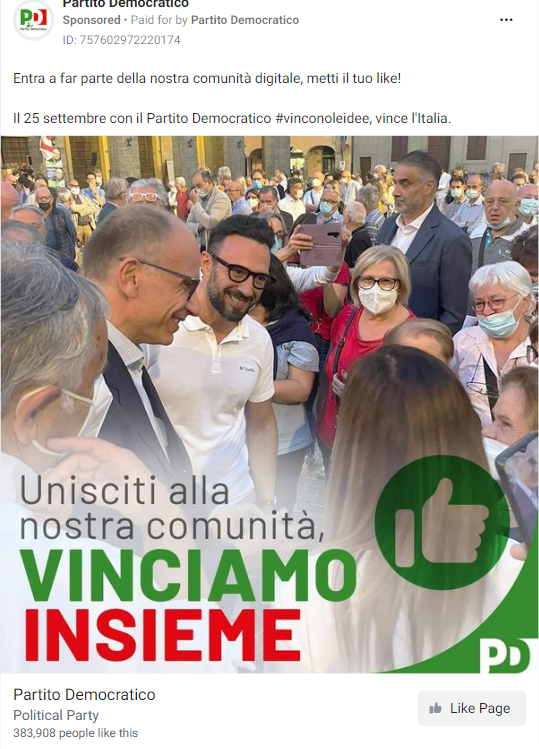 Partito Democratico
Sponsored • Paid for by Partito Democratico
ID: 757602972220174
Entra a far parte della nostra comunità digitale, metti il tuo like!
Il 25 settembre con il Partito Democratico #vinconoleidee, vince l'Italia.
Unisciti alla
nostra comunità,
VINCIAMO
INSIEME
PD
Partito Democratico
Political Party
383,908 people like this
Like Page